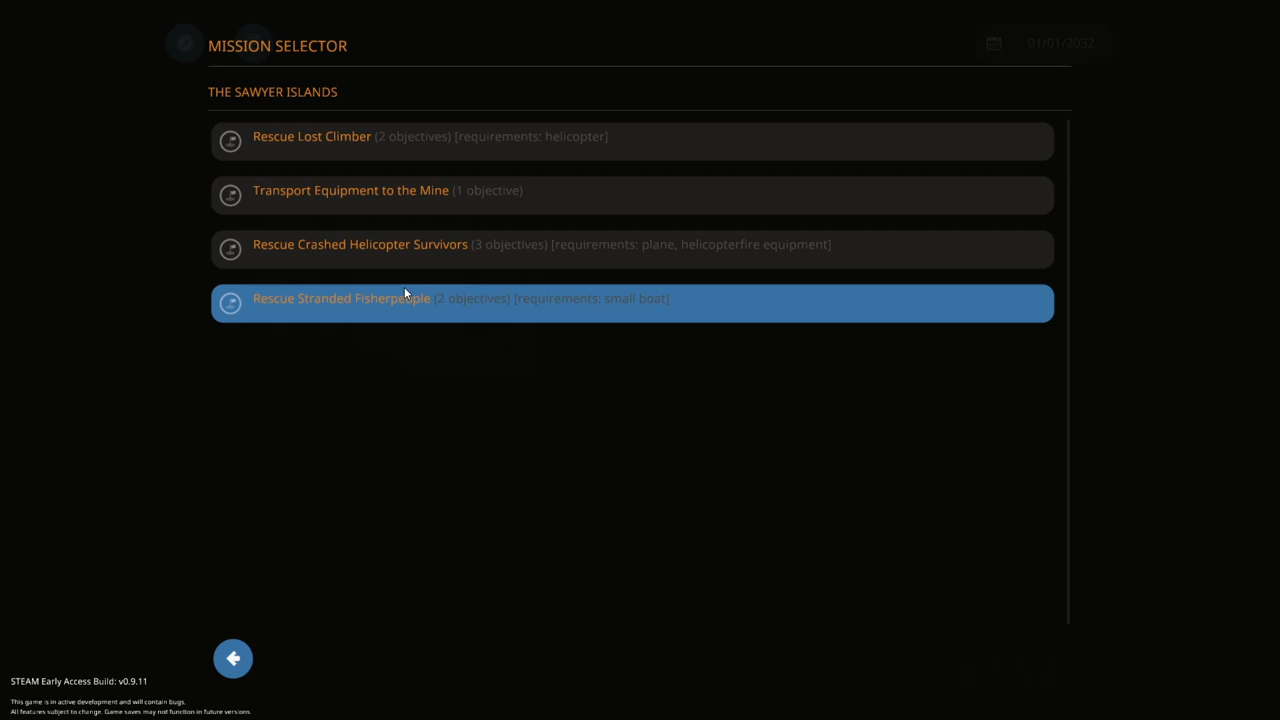 MISSION SELECTOR
01/01/2032
THE SAWYER ISLANDS
Rescue Lost Climber (2 objectives) [requirements: helicopter]
Transport Equipment to the Mine (1 objective)
Rescue Crashed Helicopter Survivors (3 objectives) [requirements: plane, helicopterfire equipment]
Rescue Stranded Fisherpeople (2 objectives) [requirements: small boat]
STEAM Early Access Build: v0.9.11
This game is in active development and will contain bugs.
All features subject to change. Game saves may not function in future versions.